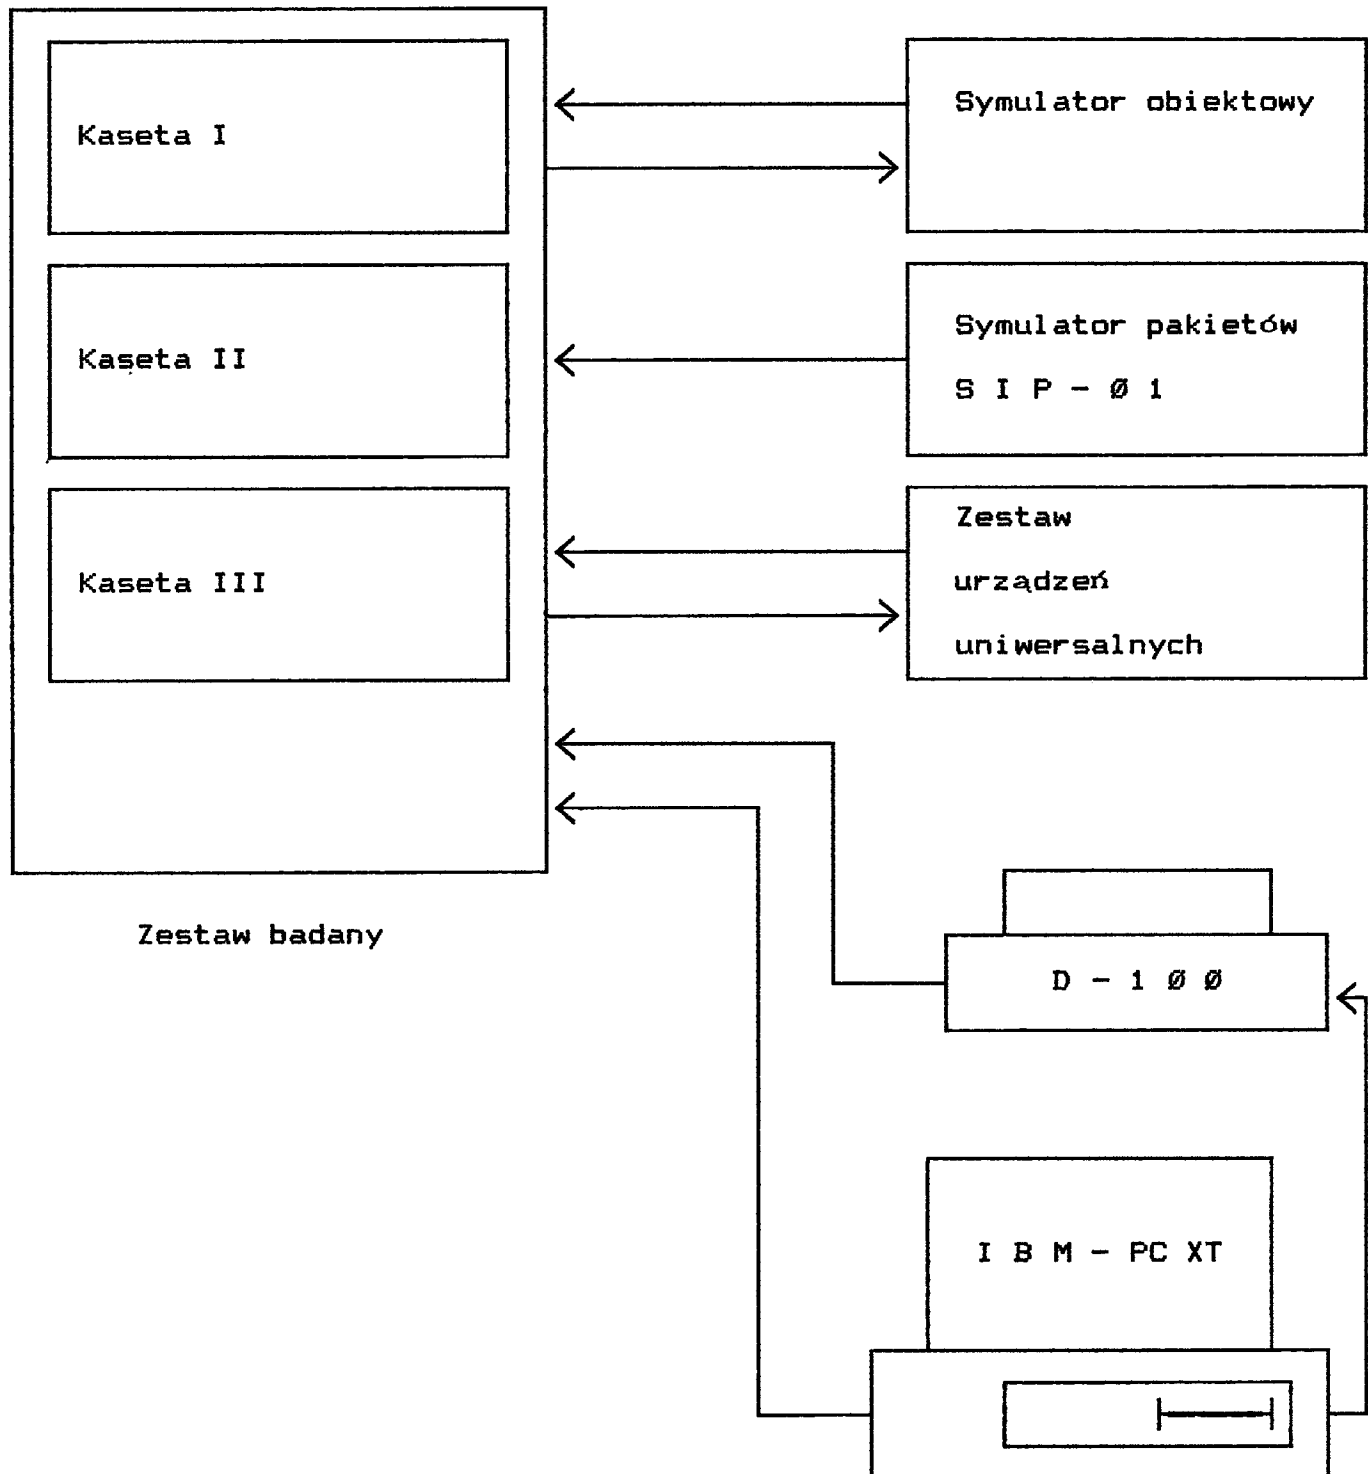 Kaseta I
Symulator obiektowy
Kaseta II
Symulator pakietów
S I P - Ø 1
Kaseta III
Zestaw
urządzeń
uniwersalnych
Zestaw badany
D - 1 Ø Ø
I B M - PC XT